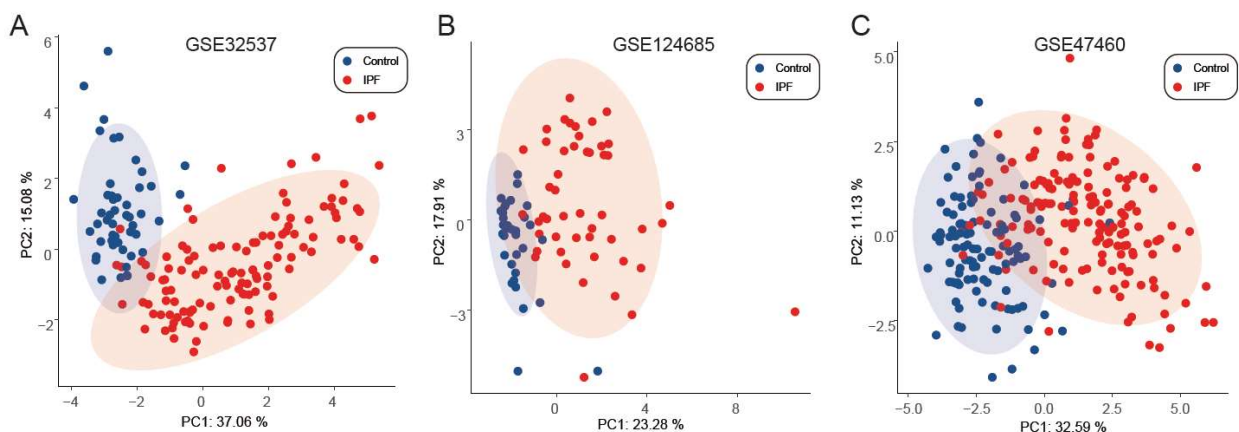 A
GSE32537
Control
IPF
6
4
2
0
−2
PC2: 15.08 %
−4
−2
0
2
4
PC1: 37.06 %
B
GSE124685
Control
IPF
3
0
−3
PC2: 17.91 %
0
4
8
PC1: 23.28 %
C
GSE47460
Control
IPF
5.0
2.5
0.0
−2.5
PC2: 11.13 %
−5.0
−2.5
0.0
2.5
5.0
PC1: 32.59 %